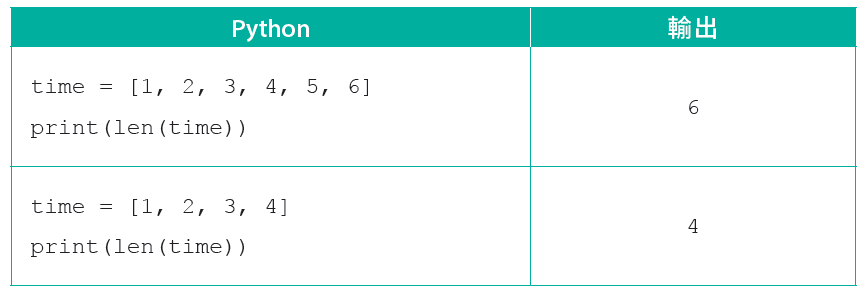 Python 輸出
time = [1, 2, 3, 4, 5, 6]
print(len(time))
6
time = [1, 2, 3, 4]
print(len(time))
4